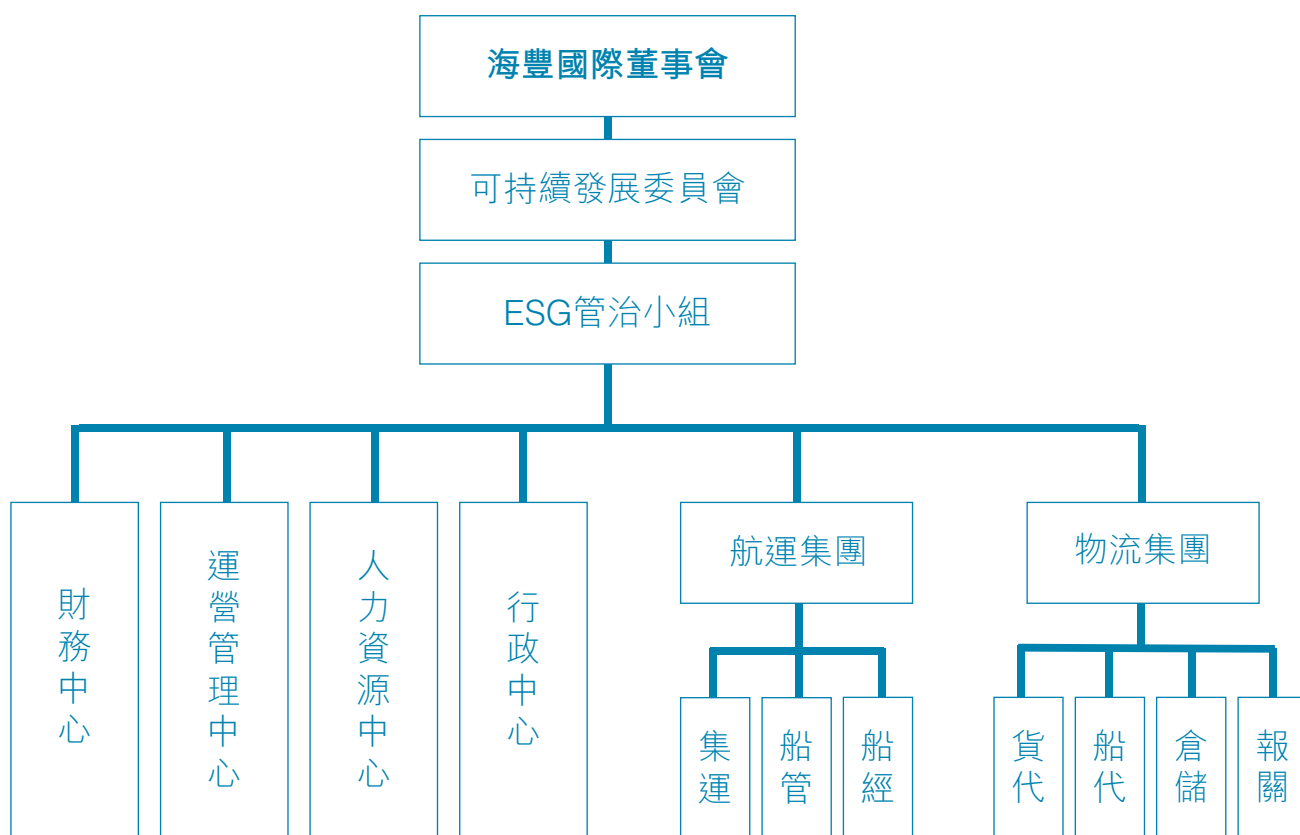 海豐國際董事會
可持續發展委員會
ESG管治小組
財務中心
運營管理中心
人力資源中心
行政中心
航運集團
物流集團
集運
船管
船經
貨代
船代
倉儲
報關